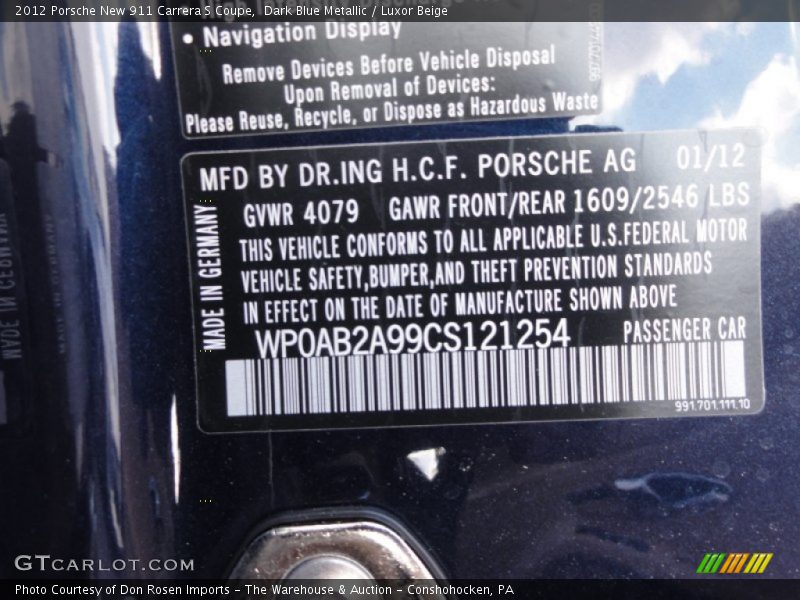 2012 Porsche New 911 Carrera S Coupe, Dark Blue Metallic / Luxor Beige
• Navigation Display
Remove Devices Before Vehicle Disposal
Upon Removal of Devices:
Please Reuse, Recycle, or Dispose as Hazardous Waste
MFD BY DR.ING H.C.F. PORSCHE AG 01/12
GVWR 4079 GAWR FRONT/REAR 1609/2546 LBS
THIS VEHICLE CONFORMS TO ALL APPLICABLE U.S.FEDERAL MOTOR
VEHICLE SAFETY,BUMPER,AND THEFT PREVENTION STANDARDS
IN EFFECT ON THE DATE OF MANUFACTURE SHOWN ABOVE
MADE IN GERMANY
WP0AB2A99CS121254 PASSENGER CAR
991.701.111.10
GTCARLOT.COM
Photo Courtesy of Don Rosen Imports - The Warehouse & Auction - Conshohocken, PA